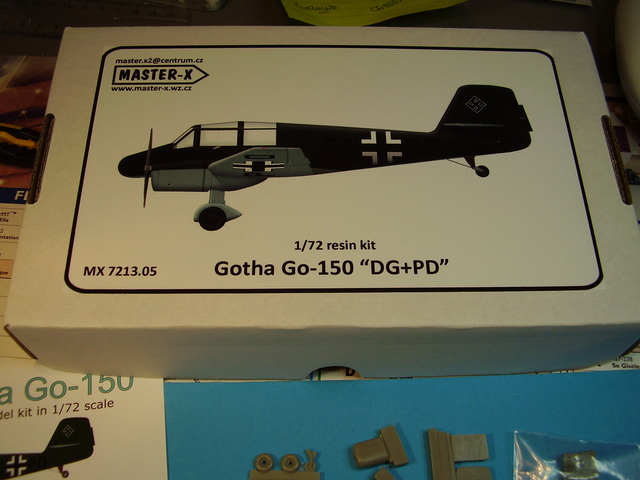 master.x2@centrum.cz
MASTER-X
www.master-x.wz.cz
1/72 resin kit
MX 7213.05
Gotha Go-150 “DG+PD”
a Go-150
del kit in 1/72 scale